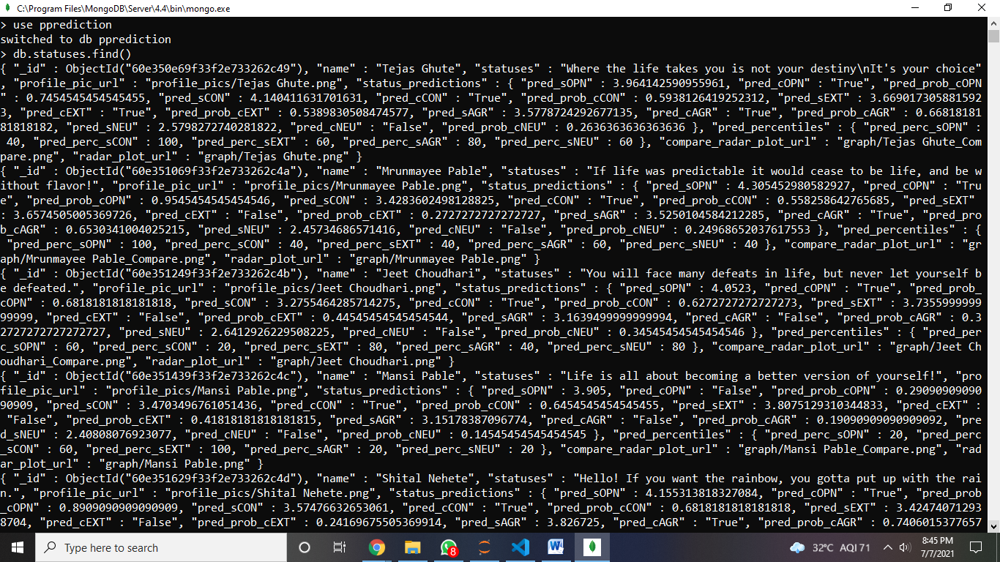 C:\Program Files\MongoDB\Server\4.4\bin\mongo.exe
> use pprediction
switched to db pprediction
> db.statuses.find()
{ "_id" : ObjectId("60e350e69f33f2e733262c49"), "name" : "Tejas Ghute", "statuses" : "Where the life takes you is not your destiny\nIt's your choice"
, "profile_pic_url" : "profile_pics/Tejas Ghute.png", "status_predictions" : { "pred_sOPN" : 3.964142590955961, "pred_cOPN" : "True", "pred_prob_cOPN
" : 0.7454545454545455, "pred_sCON" : 4.140411631701631, "pred_cCON" : "True", "pred_prob_cCON" : 0.5938126419252312, "pred_sEXT" : 3.669017305881592
3, "pred_cEXT" : "True", "pred_prob_cEXT" : 0.5389830508474577, "pred_sAGR" : 3.5778724292677135, "pred_cAGR" : "True", "pred_prob_cAGR" : 0.66818181
81818182, "pred_sNEU" : 2.5798272740281822, "pred_cNEU" : "False", "pred_prob_cNEU" : 0.2636363636363636 }, "pred_percentiles" : { "pred_perc_sOPN" :
 40, "pred_perc_sCON" : 100, "pred_perc_sEXT" : 60, "pred_perc_sAGR" : 80, "pred_perc_sNEU" : 60 }, "compare_radar_plot_url" : "graph/Tejas Ghute_Com
pare.png", "radar_plot_url" : "graph/Tejas Ghute.png" }
{ "_id" : ObjectId("60e351069f33f2e733262c4a"), "name" : "Mrunmayee Pable", "statuses" : "If life was predictable it would cease to be life, and be w
ithout flavor!", "profile_pic_url" : "profile_pics/Mrunmayee Pable.png", "status_predictions" : { "pred_sOPN" : 4.305452980582927, "pred_cOPN" : "Tru
e", "pred_prob_cOPN" : 0.9545454545454546, "pred_sCON" : 3.4283602498128825, "pred_cCON" : "True", "pred_prob_cCON" : 0.558258642765685, "pred_sEXT" 
: 3.6574505005369726, "pred_cEXT" : "False", "pred_prob_cEXT" : 0.2727272727272727, "pred_sAGR" : 3.5250104584212285, "pred_cAGR" : "True", "pred_pro
b_cAGR" : 0.6530341004025215, "pred_sNEU" : 2.45734686571416, "pred_cNEU" : "False", "pred_prob_cNEU" : 0.24968652037617553 }, "pred_percentiles" : {
 "pred_perc_sOPN" : 100, "pred_perc_sCON" : 40, "pred_perc_sEXT" : 40, "pred_perc_sAGR" : 60, "pred_perc_sNEU" : 40 }, "compare_radar_plot_url" : "gr
aph/Mrunmayee Pable_Compare.png", "radar_plot_url" : "graph/Mrunmayee Pable.png" }
{ "_id" : ObjectId("60e351249f33f2e733262c4b"), "name" : "Jeet Choudhari", "statuses" : "You will face many defeats in life, but never let yourself b
e defeated.", "profile_pic_url" : "profile_pics/Jeet Choudhari.png", "status_predictions" : { "pred_sOPN" : 4.0523, "pred_cOPN" : "True", "pred_prob_
cOPN" : 0.6818181818181818, "pred_sCON" : 3.2755464285714275, "pred_cCON" : "True", "pred_prob_cCON" : 0.6272727272727273, "pred_sEXT" : 3.7355999999
99999, "pred_cEXT" : "False", "pred_prob_cEXT" : 0.44545454545454544, "pred_sAGR" : 3.1639499999999994, "pred_cAGR" : "False", "pred_prob_cAGR" : 0.3
2727272727272727, "pred_sNEU" : 2.6412926229508225, "pred_cNEU" : "False", "pred_prob_cNEU" : 0.34545454545454546 }, "pred_percentiles" : { "pred_per
c_sOPN" : 60, "pred_perc_sCON" : 20, "pred_perc_sEXT" : 80, "pred_perc_sAGR" : 40, "pred_perc_sNEU" : 80 }, "compare_radar_plot_url" : "graph/Jeet Ch
oudhari_Compare.png", "radar_plot_url" : "graph/Jeet Choudhari.png" }
{ "_id" : ObjectId("60e351439f33f2e733262c4c"), "name" : "Mansi Pable", "statuses" : "Life is all about becoming a better version of yourself!", "pro
file_pic_url" : "profile_pics/Mansi Pable.png", "status_predictions" : { "pred_sOPN" : 3.905, "pred_cOPN" : "False", "pred_prob_cOPN" : 0.29090909090
90909, "pred_sCON" : 3.4703496761051436, "pred_cCON" : "True", "pred_prob_cCON" : 0.6454545454545455, "pred_sEXT" : 3.8075129310344833, "pred_cEXT" :
 "False", "pred_prob_cEXT" : 0.41818181818181815, "pred_sAGR" : 3.15178387096774, "pred_cAGR" : "False", "pred_prob_cAGR" : 0.19090909090909092, "pre
d_sNEU" : 2.40808076923077, "pred_cNEU" : "False", "pred_prob_cNEU" : 0.14545454545454545 }, "pred_percentiles" : { "pred_perc_sOPN" : 20, "pred_perc
_sCON" : 60, "pred_perc_sEXT" : 100, "pred_perc_sAGR" : 20, "pred_perc_sNEU" : 20 }, "compare_radar_plot_url" : "graph/Mansi Pable_Compare.png", "rad
ar_plot_url" : "graph/Mansi Pable.png" }
{ "_id" : ObjectId("60e351629f33f2e733262c4d"), "name" : "Shital Nehete", "statuses" : "Hello! If you want the rainbow, you gotta put up with the rai
n.", "profile_pic_url" : "profile_pics/Shital Nehete.png", "status_predictions" : { "pred_sOPN" : 4.155313818327084, "pred_cOPN" : "True", "pred_prob
_cOPN" : 0.8909090909090909, "pred_sCON" : 3.57476632653061, "pred_cCON" : "True", "pred_prob_cCON" : 0.6818181818181818, "pred_sEXT" : 3.42474071293
8704, "pred_cEXT" : "False", "pred_prob_cEXT" : 0.24169675505369914, "pred_sAGR" : 3.826725, "pred_cAGR" : "True", "pred_prob_cAGR" : 0.7406015377657
Type here to search
8
32°C AQI 71
8:45 PM
7/7/2021